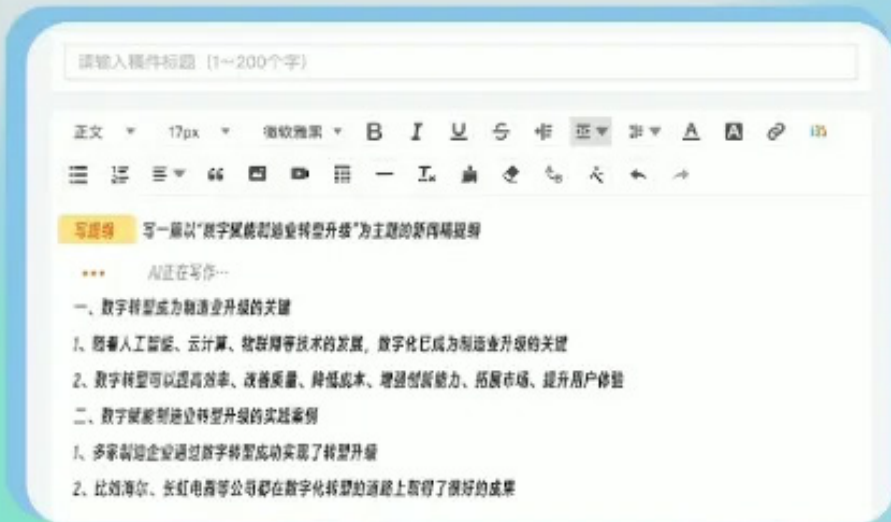 请输入稿件标题（1~200个字）
正文 17px 微软雅黑
写提纲 写一篇以“数字赋能制造业转型升级”为主题的新闻稿提纲
AI正在写作…
一、数字转型成为制造业升级的关键
1、随着人工智能、云计算、物联网等技术的发展，数字化已成为制造业升级的关键
2、数字转型可以提高效率、改善质量、降低成本、增强创新能力、拓展市场、提升用户体验
二、数字赋能制造业转型升级的实践案例
1、多家制造企业通过数字转型成功实现了转型升级
2、比如海尔、长虹电器等公司都在数字化转型的道路上取得了很好的成果